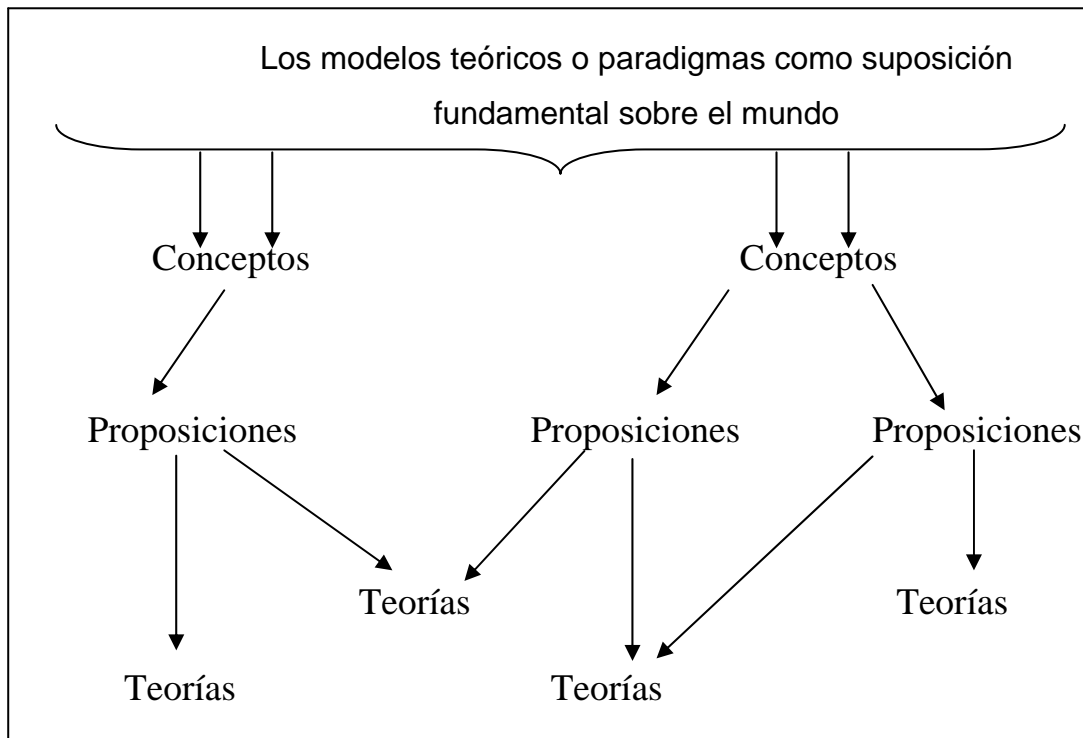 Los modelos teóricos o paradigmas como suposición
fundamental sobre el mundo
Conceptos Conceptos
Proposiciones Proposiciones Proposiciones
Teorías Teorías
Teorías Teorías